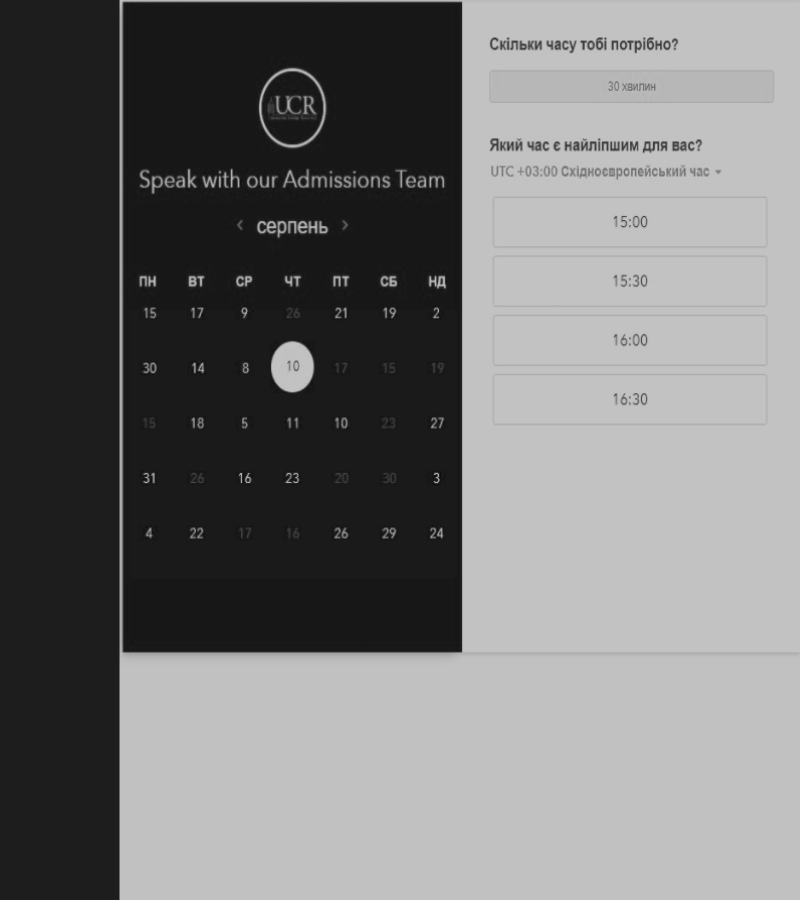 UCR
Speak with our Admissions Team
< серпень >
ПН ВТ СР ЧТ ПТ СБ НД
15 17 9 26 21 19 2
30 14 8 10 17 15 19
15 18 5 11 10 23 27
31 26 16 23 20 30 3
4 22 17 16 26 29 24
Скільки часу тобі потрібно?
30 хвилин
Який час є найліпшим для вас?
UTC +03:00 Східноєвропейський час
15:00
15:30
16:00
16:30